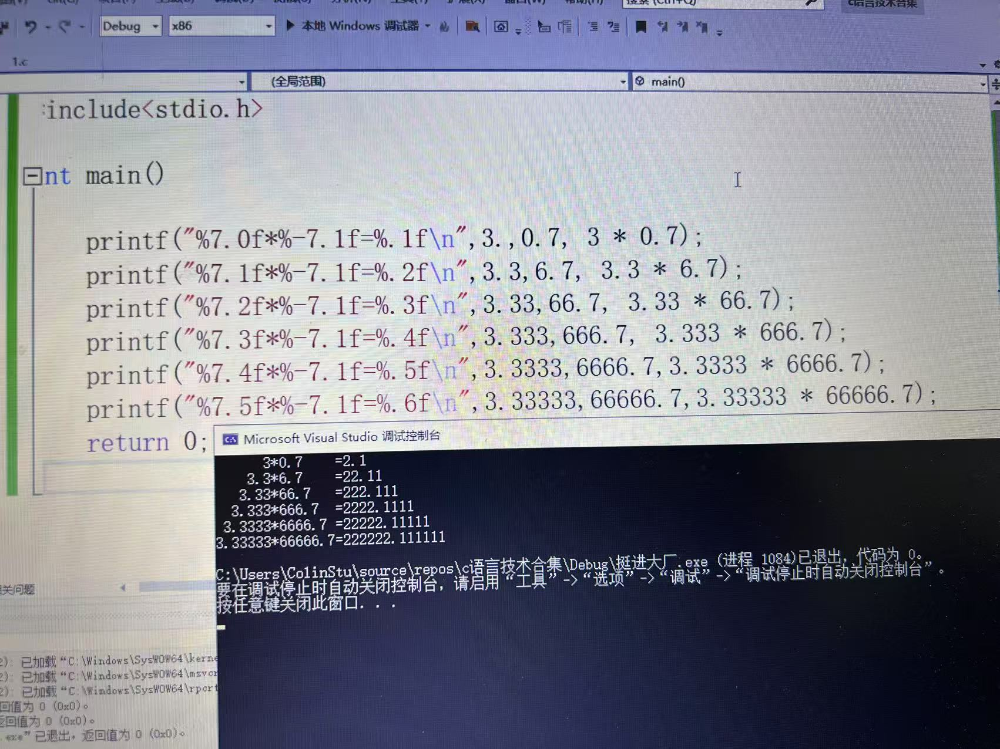 Debug x86 本地 Windows 调试器
1.c
(全局范围) main()
include<stdio.h>
nt main()
printf("%7.0f*%-7.1f=%.1f\n",3.,0.7, 3 * 0.7);
printf("%7.1f*%-7.1f=%.2f\n",3.3,6.7, 3.3 * 6.7);
printf("%7.2f*%-7.1f=%.3f\n",3.33,66.7, 3.33 * 66.7);
printf("%7.3f*%-7.1f=%.4f\n",3.333,666.7, 3.333 * 666.7);
printf("%7.4f*%-7.1f=%.5f\n",3.3333,6666.7,3.3333 * 6666.7);
printf("%7.5f*%-7.1f=%.6f\n",3.33333,66666.7,3.33333 * 66666.7);
return 0;
Microsoft Visual Studio 调试控制台
3*0.7    =2.1
3.3*6.7    =22.11
3.33*66.7   =222.111
3.333*666.7  =2222.1111
3.3333*6666.7 =22222.11111
3.33333*66666.7=222222.111111
C:\Users\ColinStu\source\repos\c语言技术合集\Debug\挺进大厂.exe (进程 1084)已退出，代码为 0。
要在调试停止时自动关闭控制台，请启用“工具”->“选项”->“调试”->“调试停止时自动关闭控制台”。
按任意键关闭此窗口. . .
关问题
已加载“C:\Windows\SysWOW64\kerne
已加载“C:\Windows\SysWOW64\msvcr
已加载“C:\Windows\SysWOW64\rpcrt
回值为 0 (0x0)。
返回值为 0 (0x0)。
.exe”已退出，返回值为 0 (0x0)。